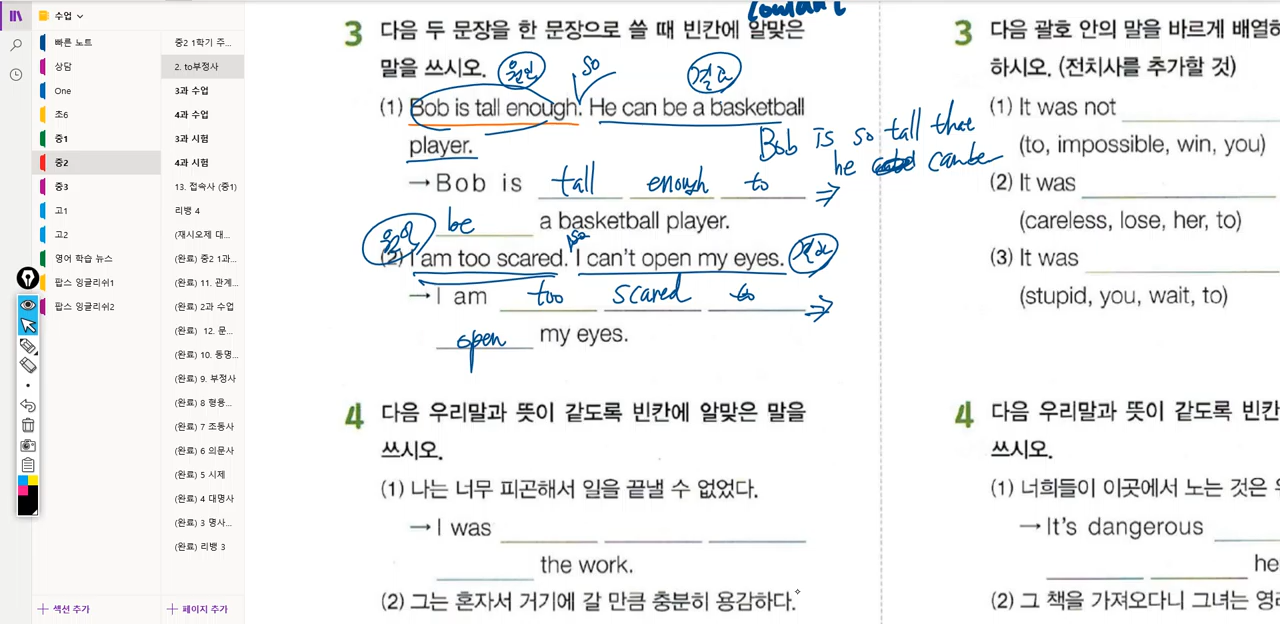 수업
빠른 노트
상담
One
초6
중1
중2
중3
고1
고2
영어 학습 뉴스
팝스 잉글리쉬1
팝스 잉글리쉬2
섹션 추가
중2 1학기 주...
2. to부정사
3과 수업
4과 수업
3과 시험
4과 시험
13. 접속사 (중1)
리뱅 4
(재시오제 대...
(완료) 중2 1과...
(완료) 11. 관계...
(완료) 2과 수업
(완료) 12. 문...
(완료) 10. 동명...
(완료) 9. 부정사
(완료) 8 형용...
(완료) 7 조동사
(완료) 6 의문사
(완료) 5 시제
(완료) 4 대명사
(완료) 3 명사...
(완료) 리뱅 3
페이지 추가
couldn't
3 다음 두 문장을 한 문장으로 쓸 때 빈칸에 알맞은
말을 쓰시오.
원인 so 결과
(1) Bob is tall enough. He can be a basketball
player.
Bob is so tall that
he can be
→ Bob is tall enough to
be a basketball player.
원인 so 결과
(2) I am too scared. I can't open my eyes.
→ I am too scared to
open my eyes.
4 다음 우리말과 뜻이 같도록 빈칸에 알맞은 말을
쓰시오.
(1) 나는 너무 피곤해서 일을 끝낼 수 없었다.
→ I was
the work.
(2) 그는 혼자서 거기에 갈 만큼 충분히 용감하다.
3 다음 괄호 안의 말을 바르게 배열하
하시오. (전치사를 추가할 것)
(1) It was not
(to, impossible, win, you)
(2) It was
(careless, lose, her, to)
(3) It was
(stupid, you, wait, to)
4 다음 우리말과 뜻이 같도록 빈칸
쓰시오.
(1) 너희들이 이곳에서 노는 것은
→ It's dangerous
he
(2) 그 책을 가져오다니 그녀는